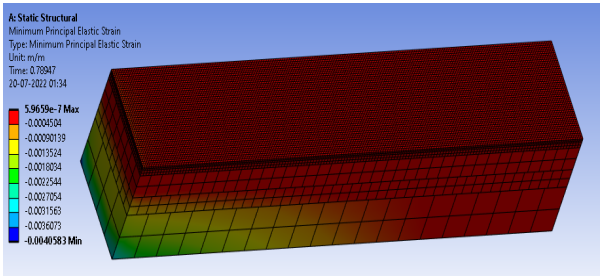 A: Static Structural
Minimum Principal Elastic Strain
Type: Minimum Principal Elastic Strain
Unit: m/m
Time: 0.78947
20-07-2022 01:34
5.9659e-7 Max
-0.0004504
-0.00090139
-0.0013524
-0.0018034
-0.0022544
-0.0027054
-0.0031563
-0.0036073
-0.0040583 Min